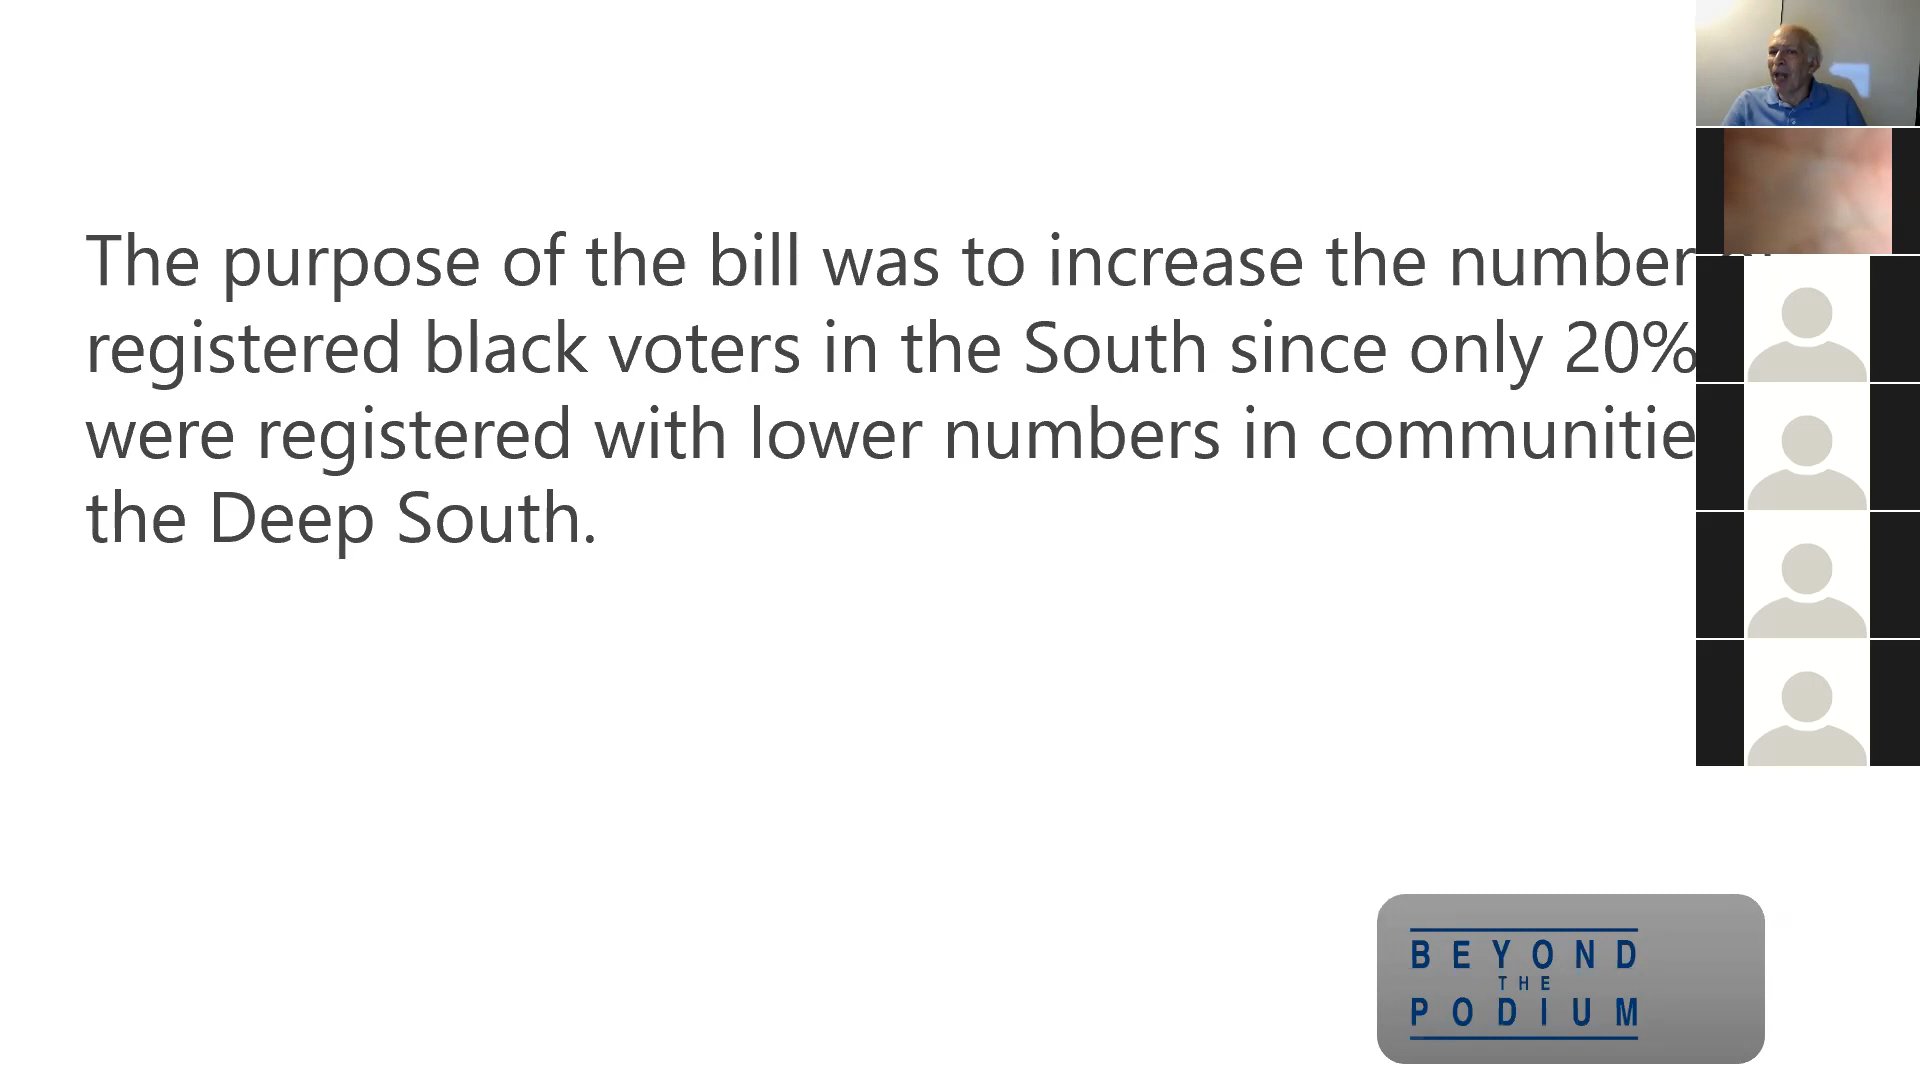 The purpose of the bill was to increase the number
registered black voters in the South since only 20%
were registered with lower numbers in communitie
the Deep South.
BEYOND
THE
PODIUM